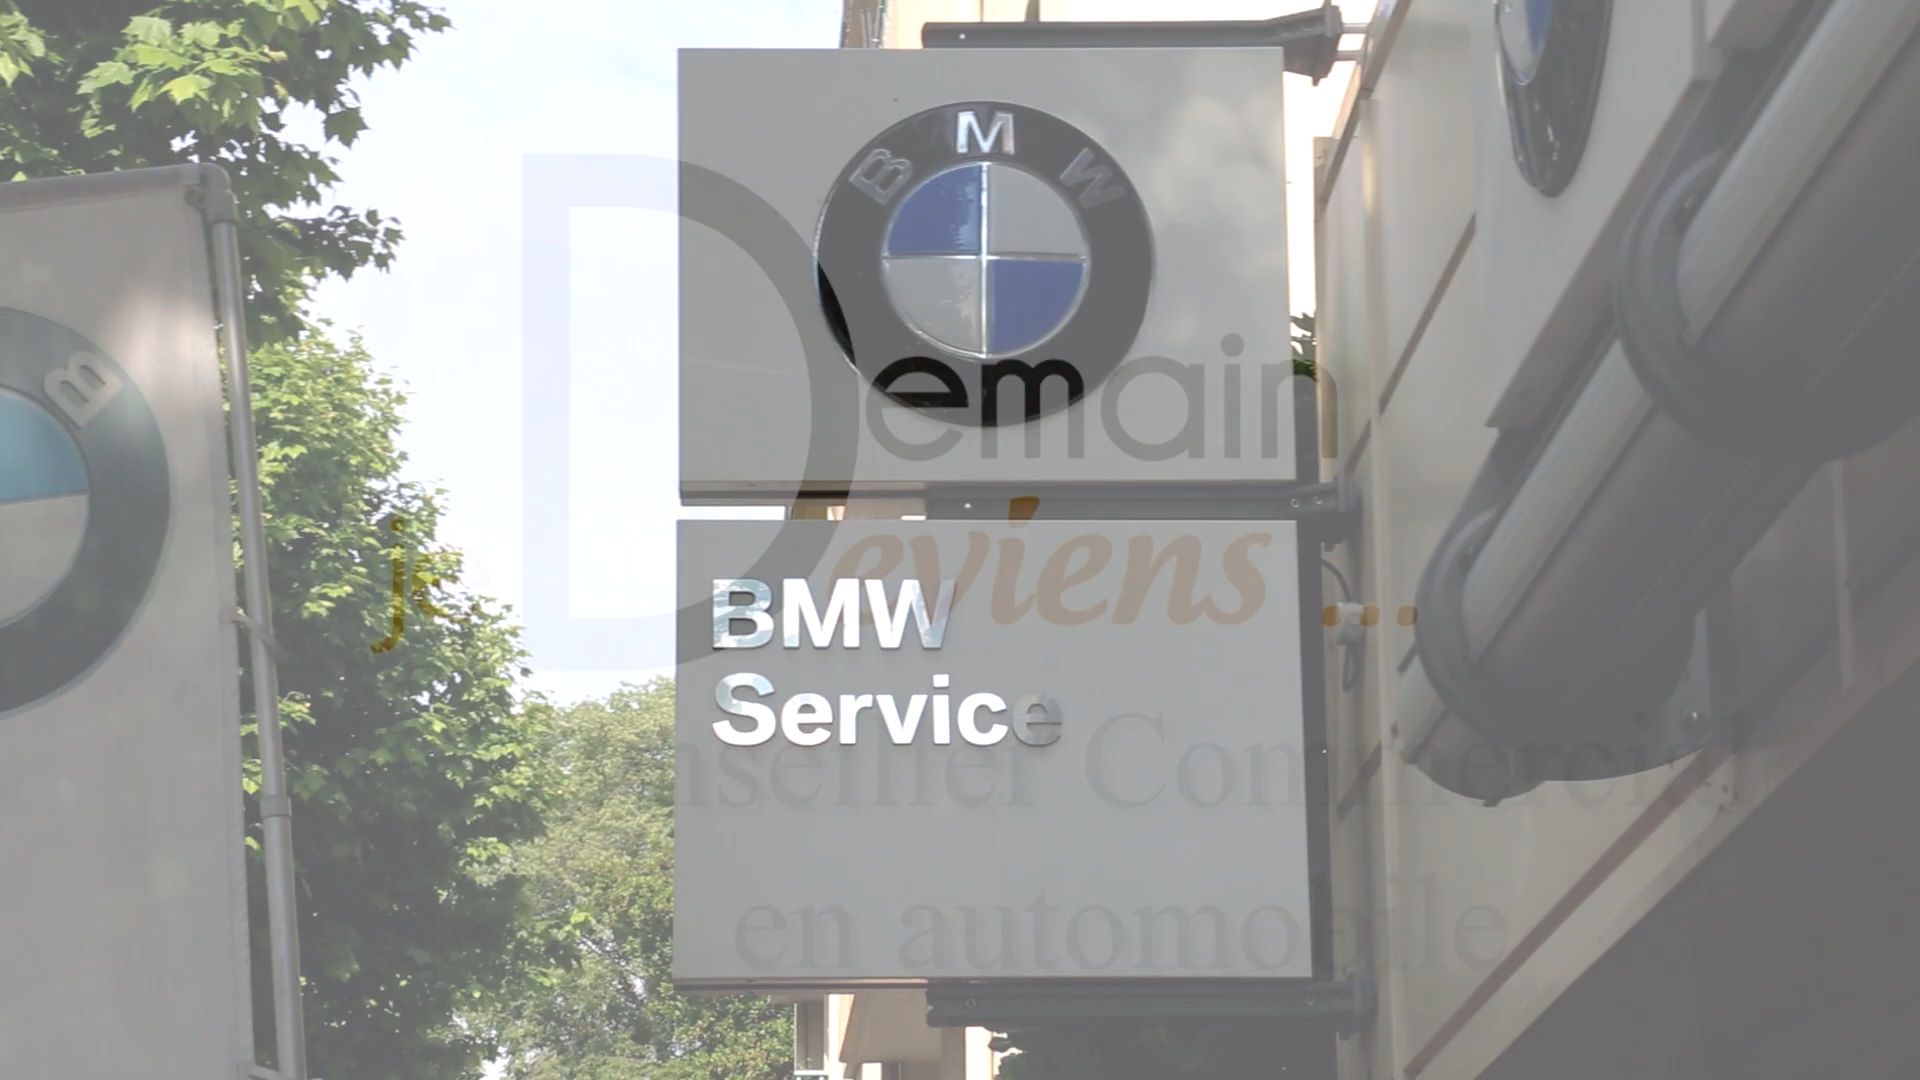 BMW
B
Demain
je Deviens ...
BMW
Service
Conseiller Commercial
en automobile